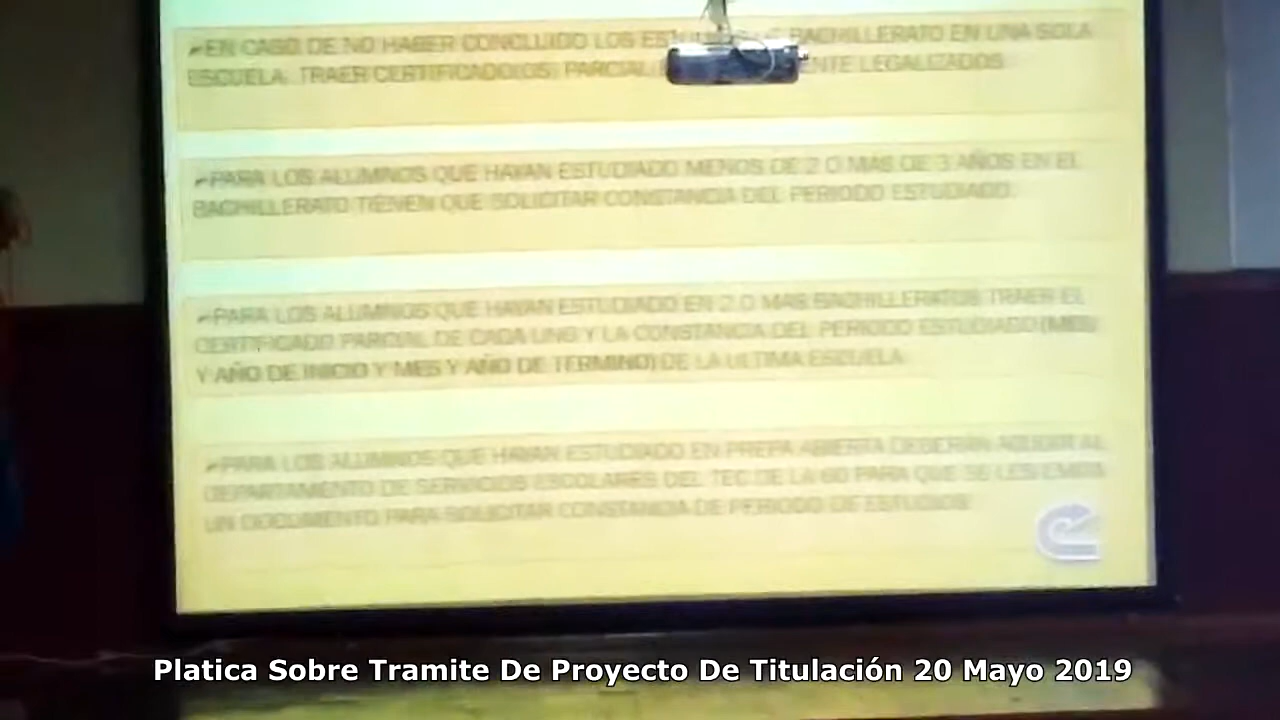 EN CASO DE NO HABER CONCLUIDO LOS BACHILLERATO EN UNA SOLA
ESCUELA, TRAER CERTIFICADO(OS) PARCIAL LEGALIZADOS
PARA LOS ALUMNOS QUE HAYAN ESTUDIADO MENOS DE 2 O MAS DE 3 AÑOS EN EL
BACHILLERATO TIENEN QUE SOLICITAR CONSTANCIA DEL PERIODO ESTUDIADO.
PARA LOS ALUMNOS QUE HAYAN ESTUDIADO EN 2 O MAS BACHILLERATOS TRAER EL
CERTIFICADO PARCIAL DE CADA UNO Y LA CONSTANCIA DEL PERIODO ESTUDIADO (MES
Y AÑO DE INICIO Y MES Y AÑO DE TERMINO) DE LA ULTIMA ESCUELA.
PARA LOS ALUMNOS QUE HAYAN ESTUDIADO EN PREPA ABIERTA DEBERAN ACUDIR AL
DEPARTAMENTO DE SERVICIOS ESCOLARES DEL TEC DE LA 60 PARA QUE SE LES EMITA
UN DOCUMENTO PARA SOLICITAR CONSTANCIA DE PERIODO DE ESTUDIOS
Platica Sobre Tramite De Proyecto De Titulación 20 Mayo 2019